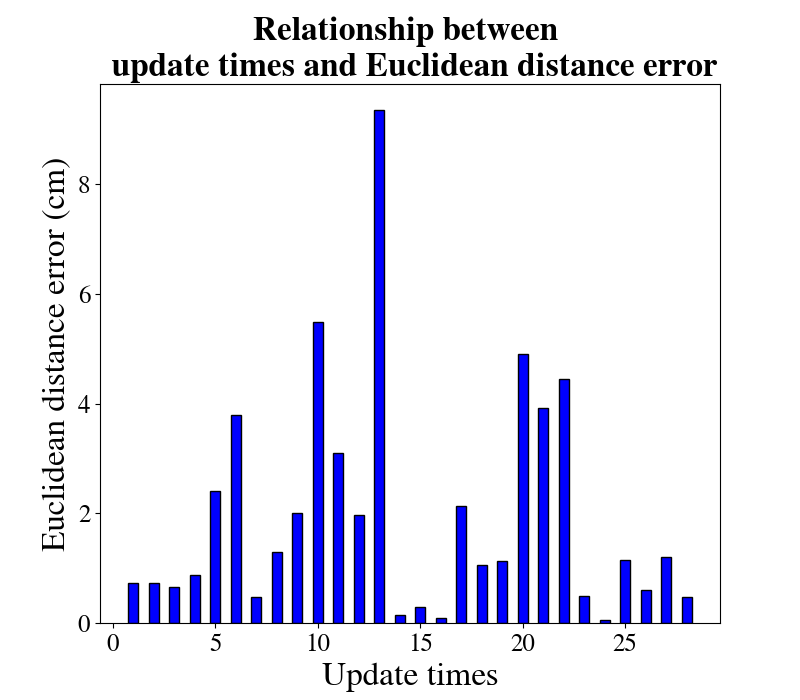 Relationship between
update times and Euclidean distance error
Euclidean distance error (cm)
8
6
4
2
0
0 5 10 15 20 25
Update times